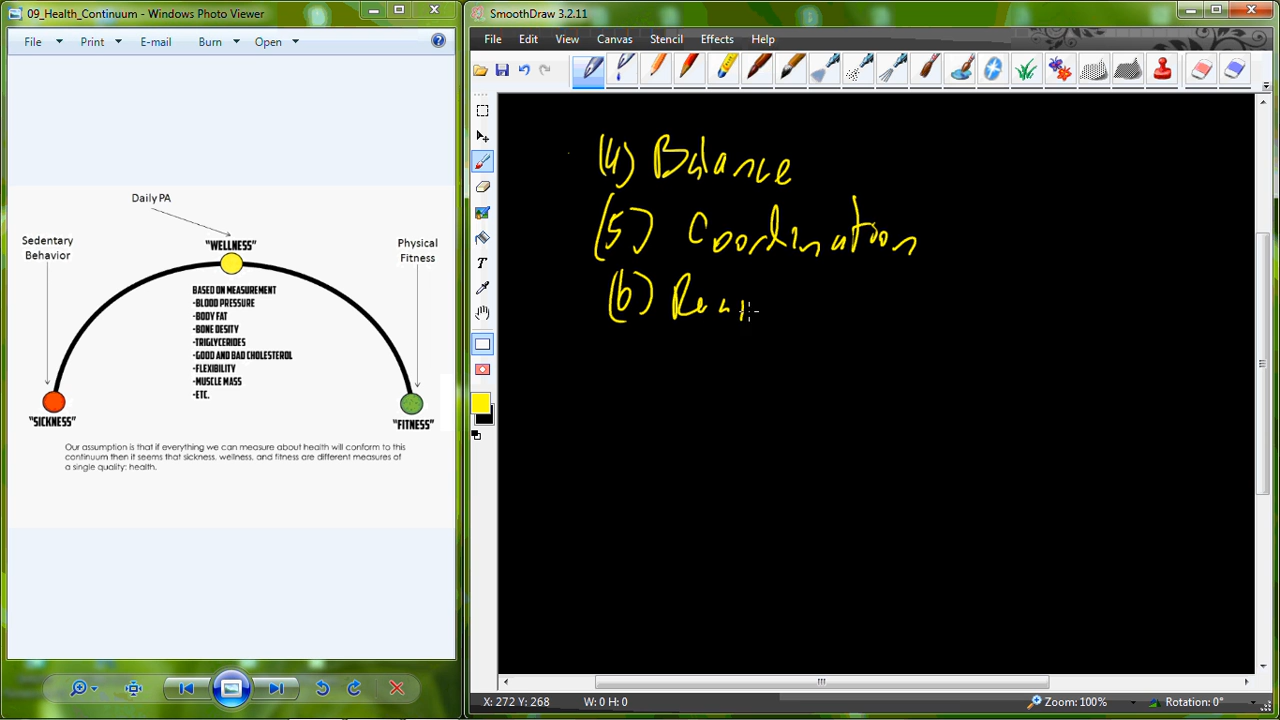 09_Health_Continuum - Windows Photo Viewer
File Print E-mail Burn Open
Daily PA
Sedentary
Behavior
"WELLNESS"
Physical
Fitness
BASED ON MEASUREMENT
-BLOOD PRESSURE
-BODY FAT
-BONE DESITY
-TRIGLYCERIDES
-GOOD AND BAD CHOLESTEROL
-FLEXIBILITY
-MUSCLE MASS
-ETC.
"SICKNESS"
"FITNESS"
Our assumption is that if everything we can measure about health will conform to this
continuum then it seems that sickness, wellness, and fitness are different measures of
a single quality: health.
SmoothDraw 3.2.11
File Edit View Canvas Stencil Effects Help
(4) Balance
(5) Coordination
(6)
X: 272 Y: 268 W: 0 H: 0 Zoom: 100% Rotation: 0°